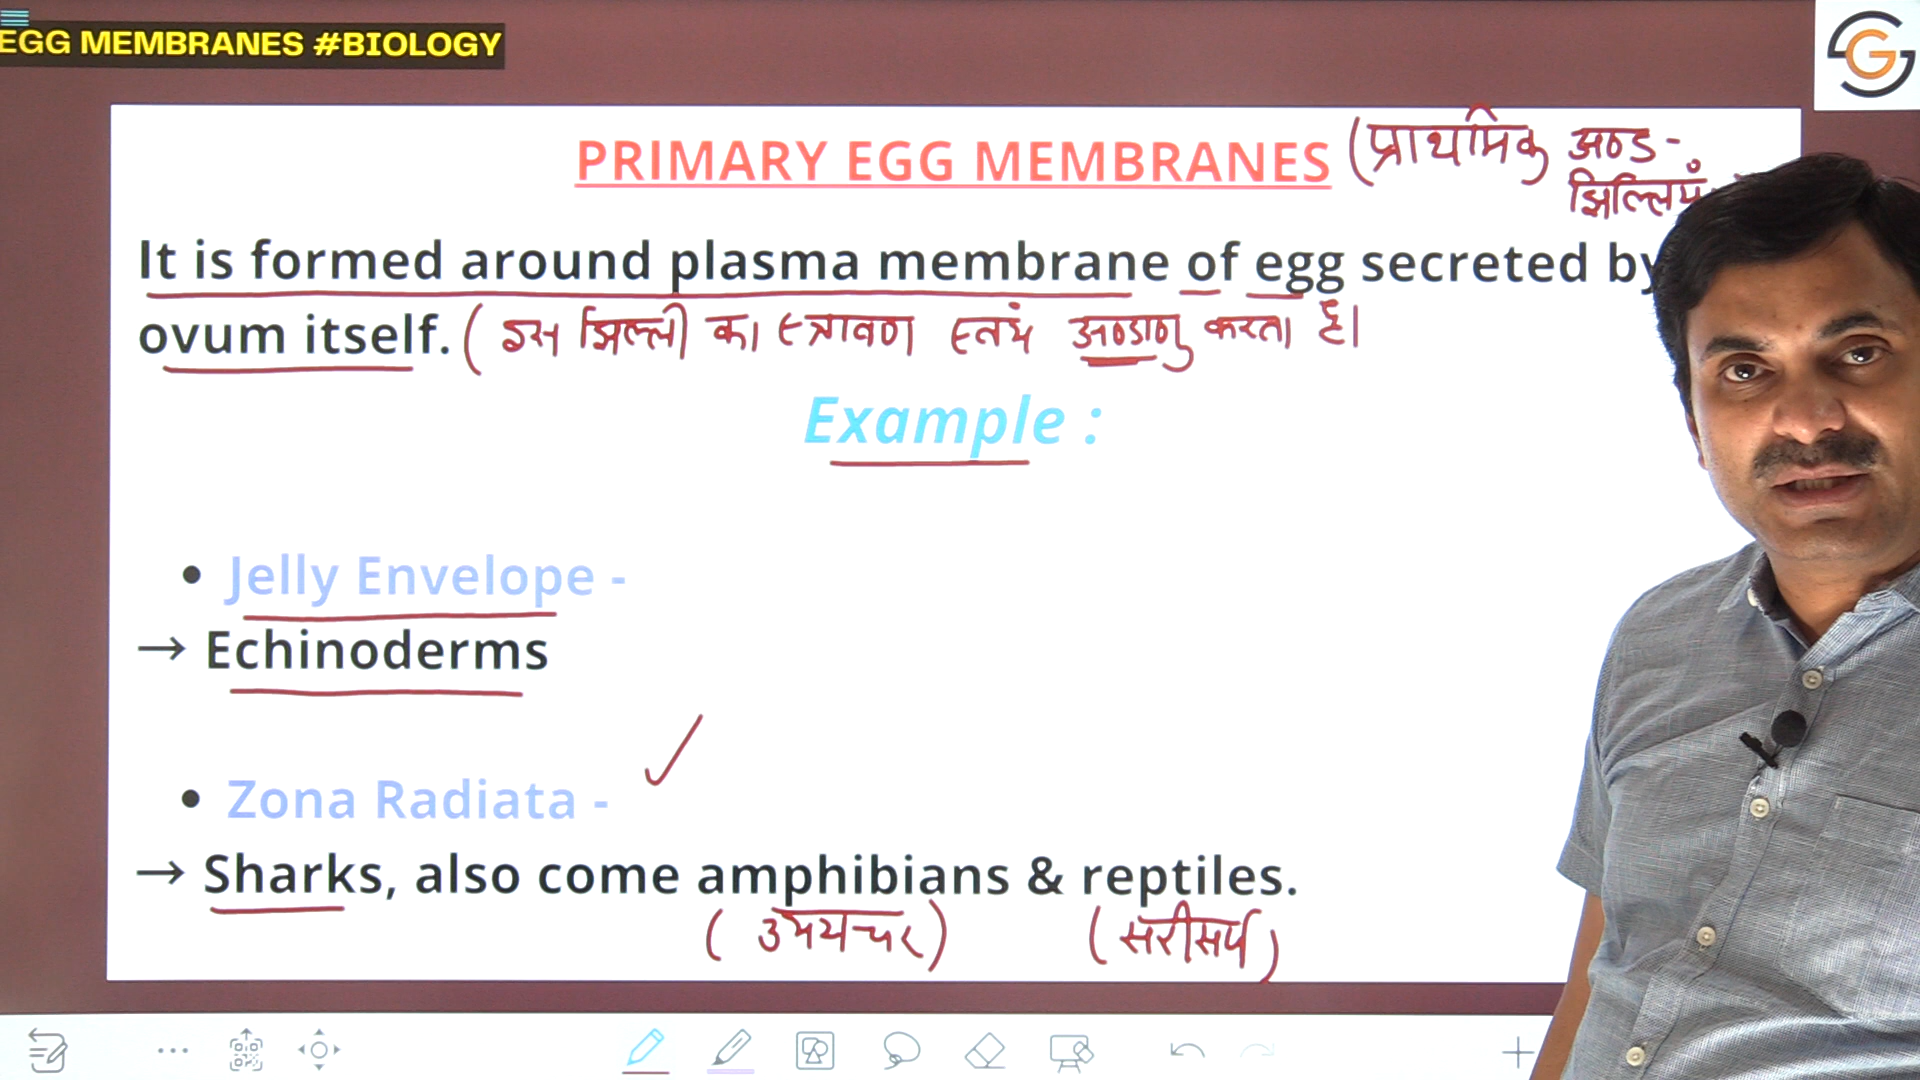 EGG MEMBRANES #BIOLOGY
PRIMARY EGG MEMBRANES (प्राथमिक अण्ड-
झिल्लियाँ
It is formed around plasma membrane of egg secreted by
ovum itself. (इस झिल्ली का स्त्रावण स्वयं अण्डाणु करता है।
Example :
• Jelly Envelope -
→ Echinoderms
• Zona Radiata -
→ Sharks, also come amphibians & reptiles.
(उभयचर) (सरीसर्प)